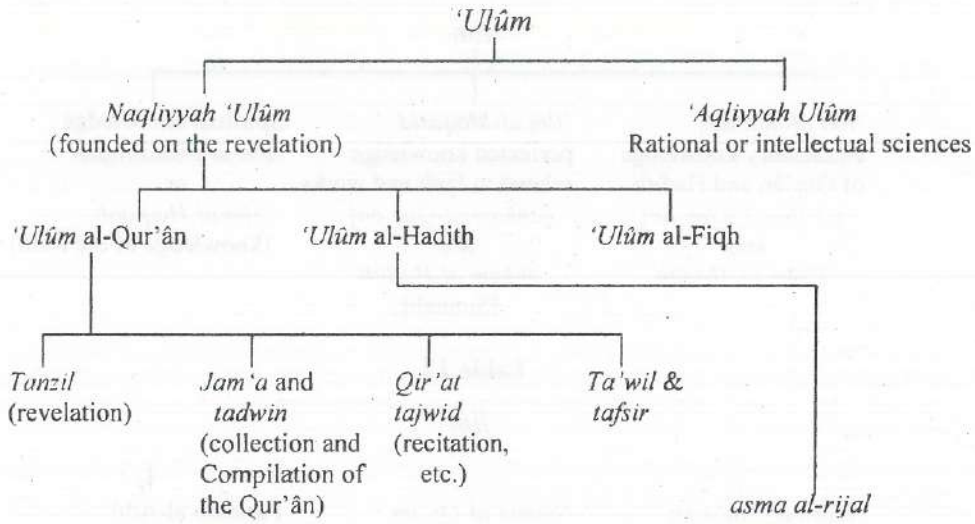 ‘Ulûm
Naqliyyah ‘Ulûm
(founded on the revelation)
‘Aqliyyah Ulûm
Rational or intellectual sciences
‘Ulûm al-Qur’ân
‘Ulûm al-Hadith
‘Ulûm al-Fiqh
Tanzil
(revelation)
Jam‘a and
tadwin
(collection and
Compilation of
the Qur’ân)
Qir‘at
tajwid
(recitation,
etc.)
Ta’wil &
tafsir
asma al-rijal